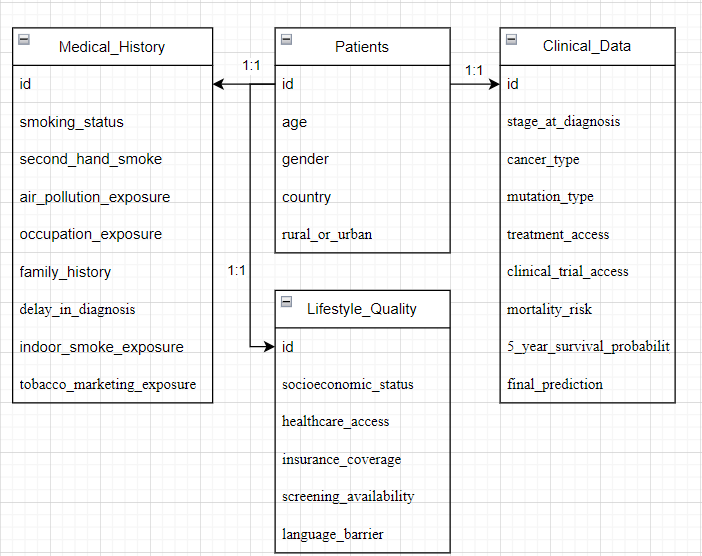 Medical_History
id
smoking_status
second_hand_smoke
air_pollution_exposure
occupation_exposure
family_history
delay_in_diagnosis
indoor_smoke_exposure
tobacco_marketing_exposure
1:1
Patients
id
age
gender
country
rural_or_urban
1:1
Clinical_Data
id
stage_at_diagnosis
cancer_type
mutation_type
treatment_access
clinical_trial_access
mortality_risk
5_year_survival_probabilit
final_prediction
1:1
Lifestyle_Quality
id
socioeconomic_status
healthcare_access
insurance_coverage
screening_availability
language_barrier